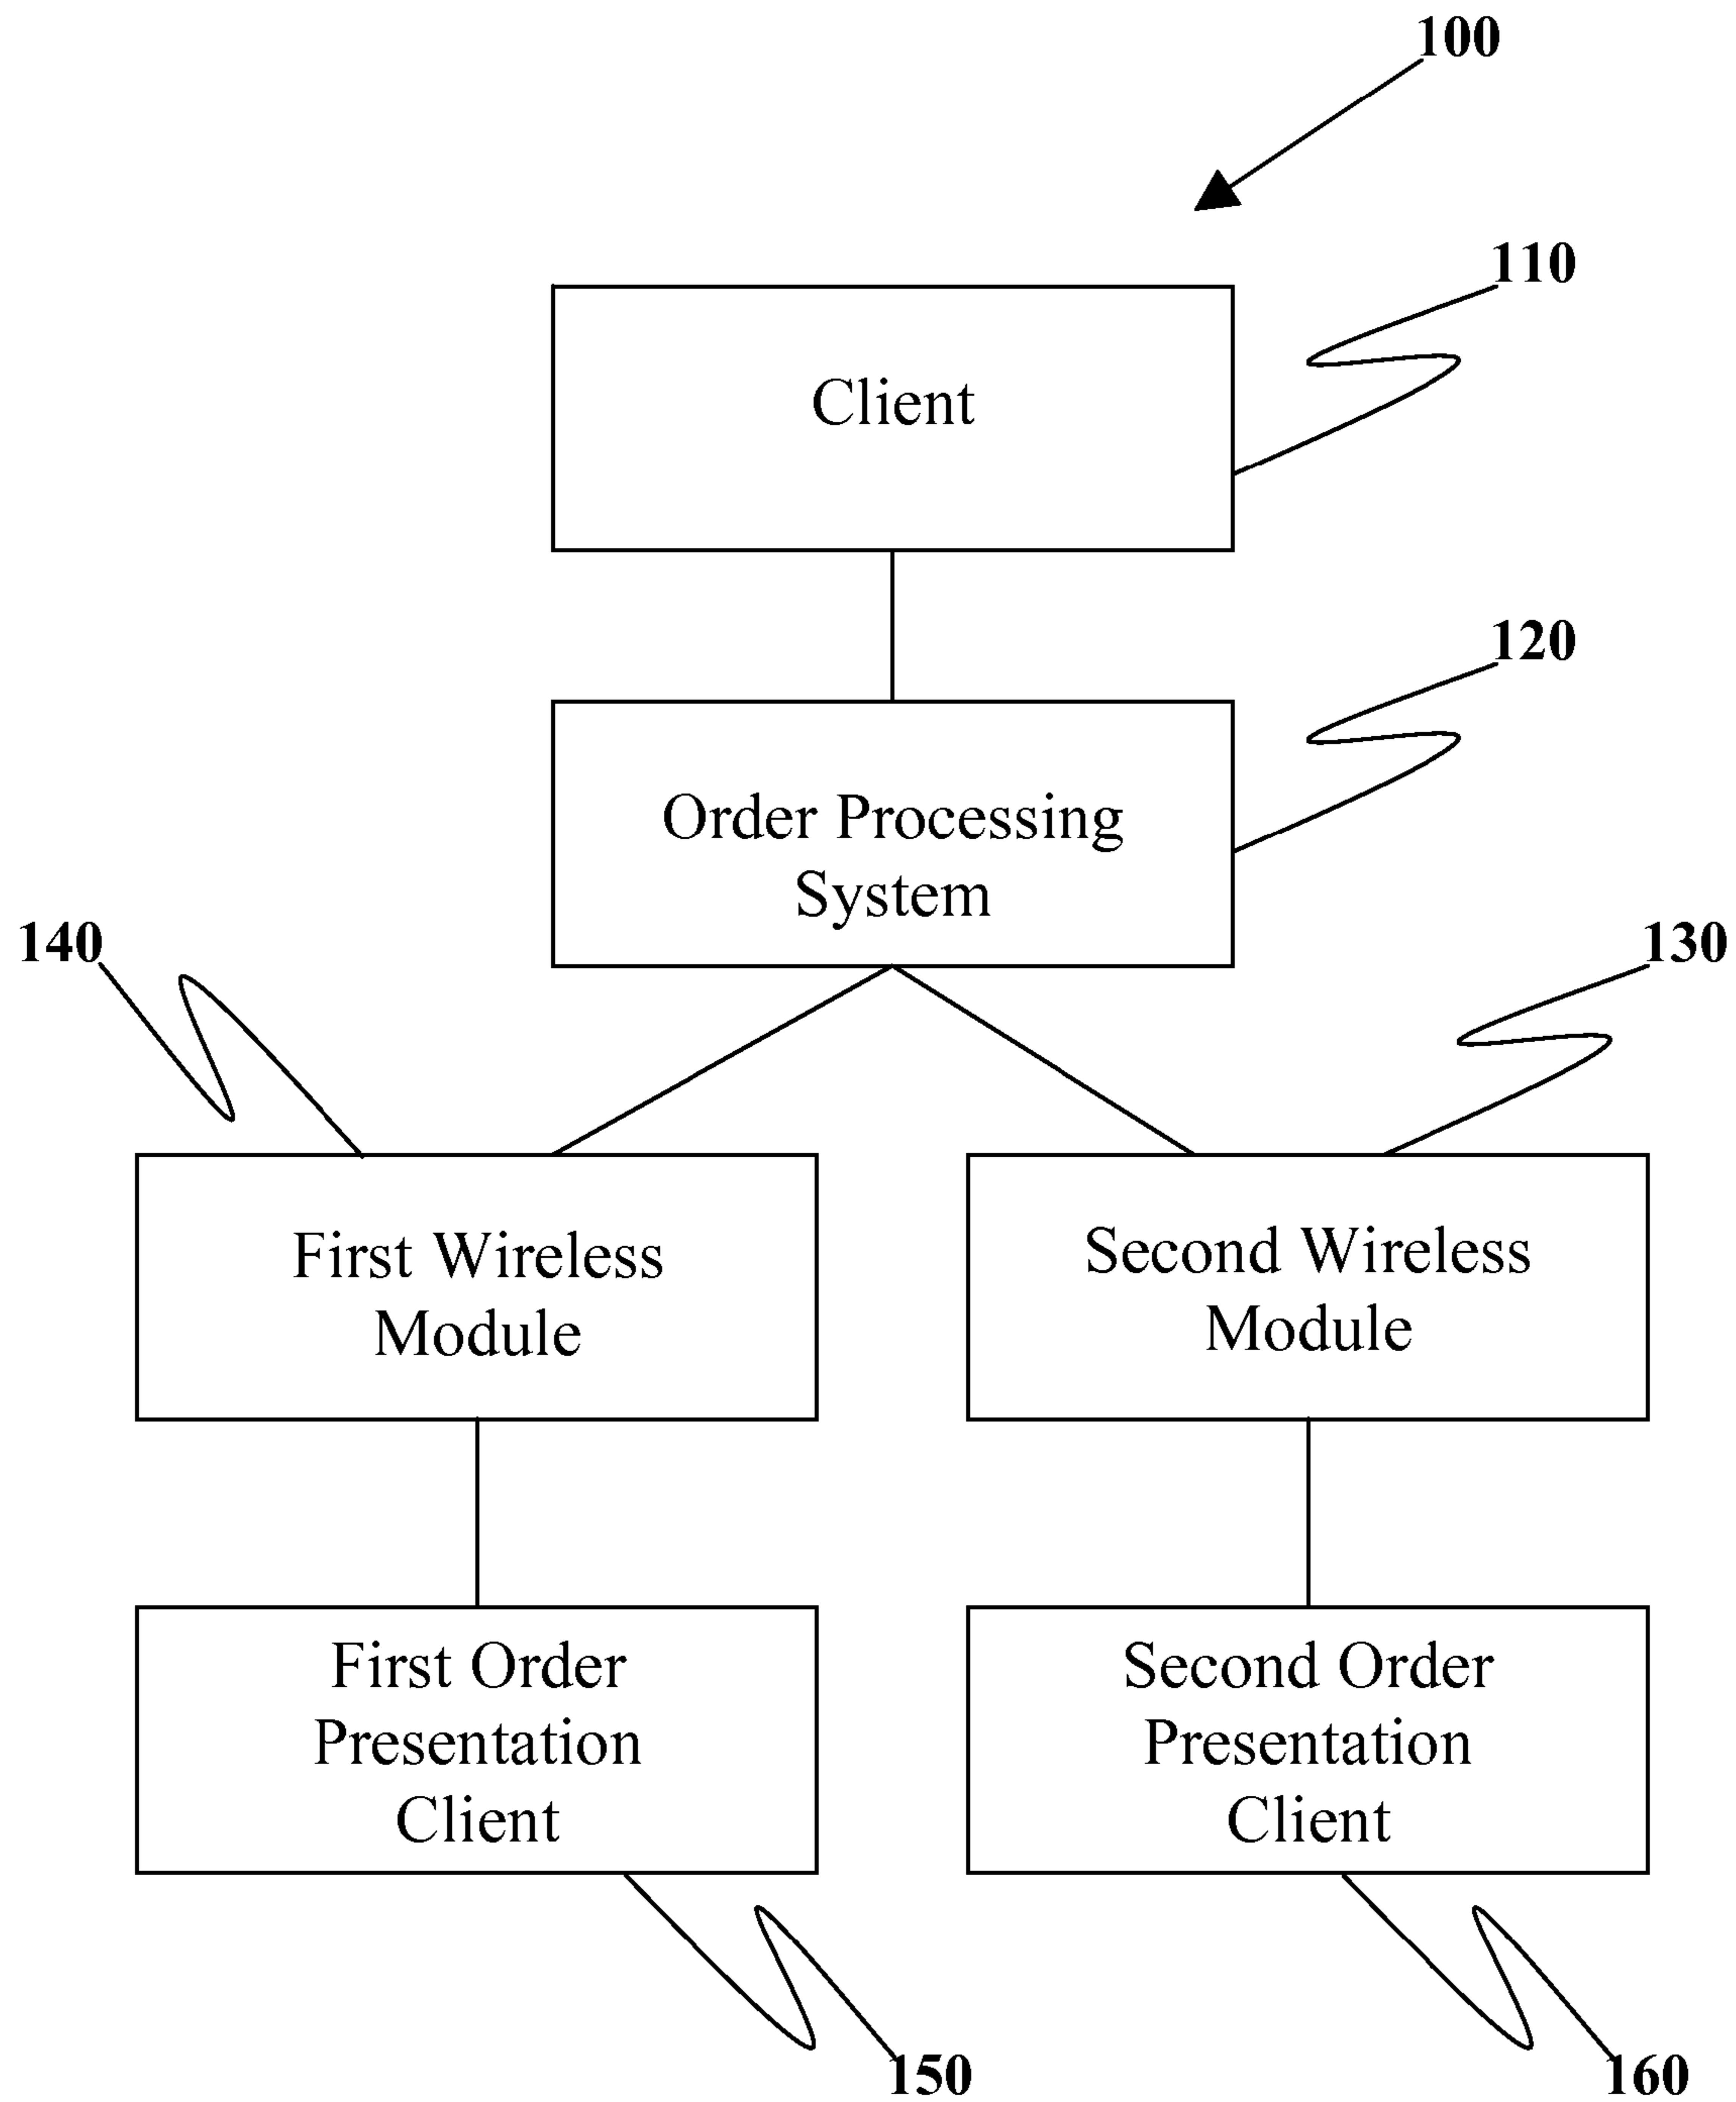 100
110
Client
120
Order Processing
System
140
130
First Wireless
Module
Second Wireless
Module
First Order
Presentation
Client
Second Order
Presentation
Client
150
160